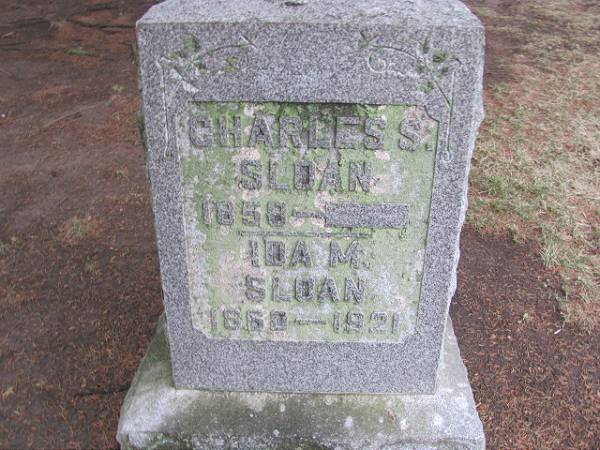 CHARLES S.
SLOAN
1858—
IDA M.
SLOAN
1860—1921